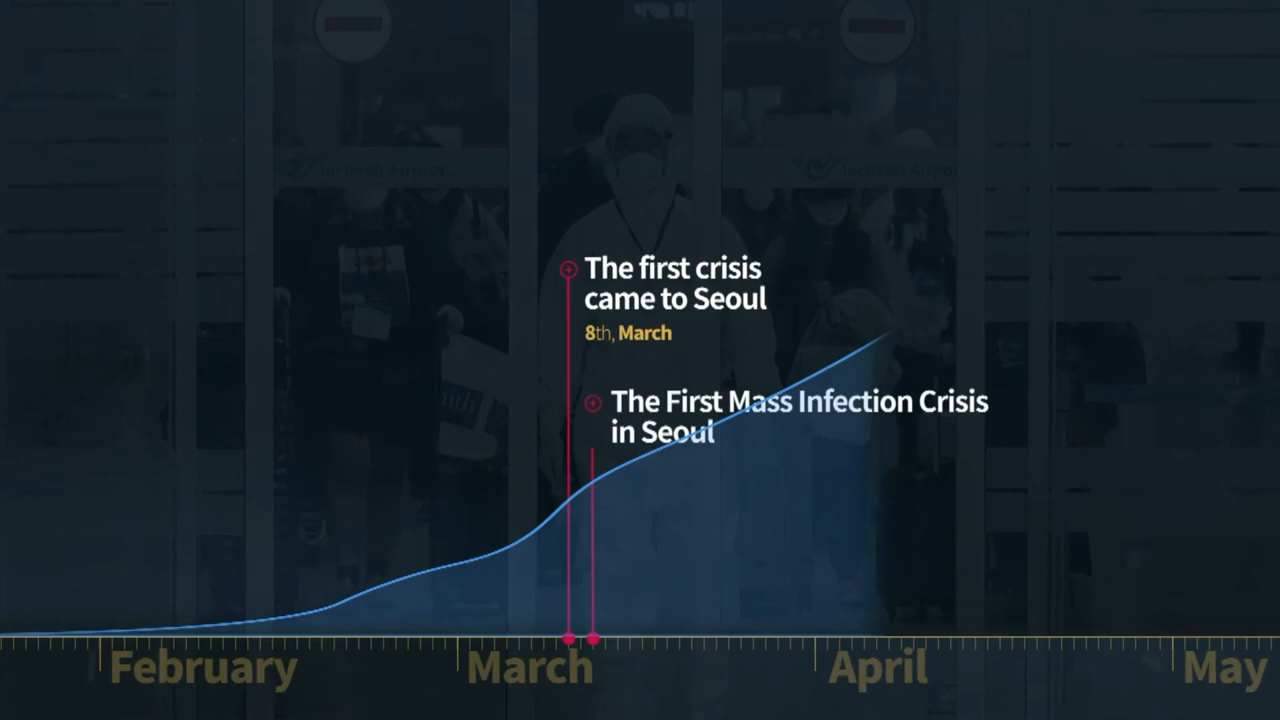 The first crisis
came to Seoul
8th, March
The First Mass Infection Crisis
in Seoul
February
March
April
May